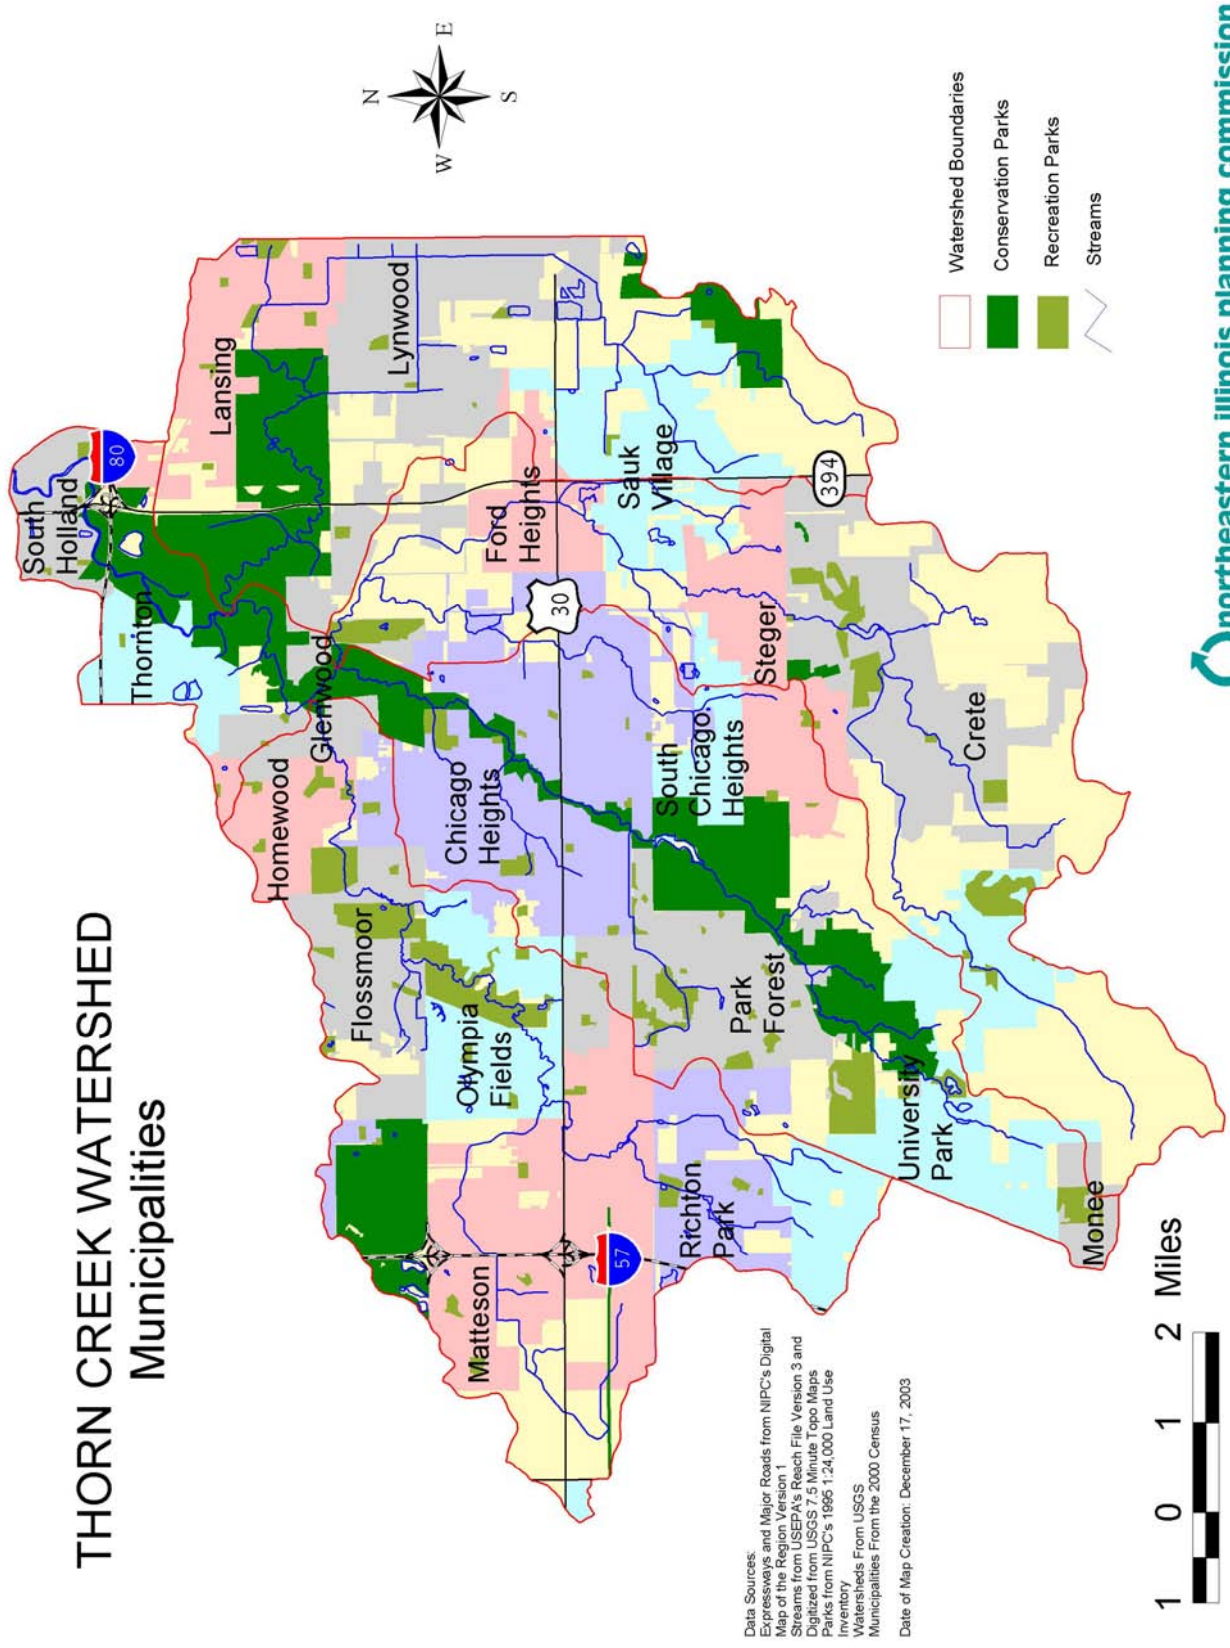 THORN CREEK WATERSHED
Municipalities
N
W
E
S
South
Holland
80
Lansing
Thornton
Lynwood
Glenwood
Homewood
Ford
Heights
Sauk
Village
394
30
Chicago
Heights
Flossmoor
Olympia
Fields
Steger
South
Chicago
Heights
Crete
Park
Forest
Matteson
57
Richton
Park
University
Park
Monee
Watershed Boundaries
Conservation Parks
Recreation Parks
Streams
Data Sources:
Expressways and Major Roads from NIPC's Digital
Map of the Region Version 1
Streams from USEPA's Reach File Version 3 and
Digitized from USGS 7.5 Minute Topo Maps
Parks from NIPC's 1995 1:24,000 Land Use
Inventory
Watersheds From USGS
Municipalities From the 2000 Census
Date of Map Creation: December 17, 2003
1 0 1 2 Miles
northeastern illinois planning commission